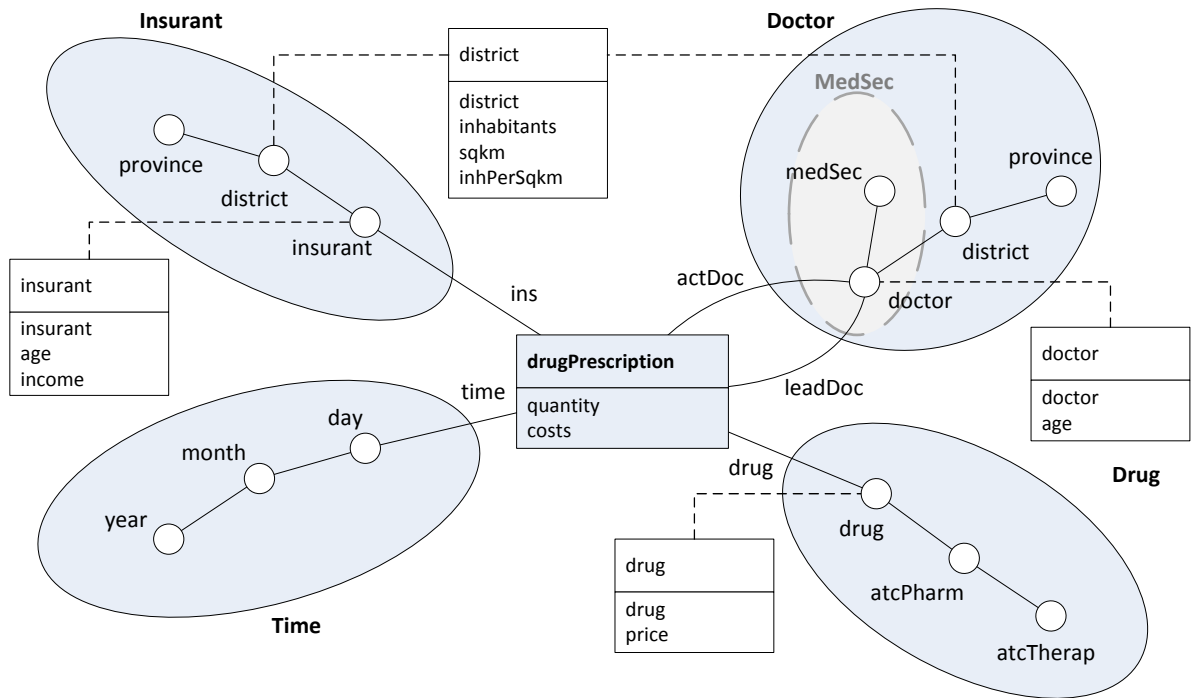 Insurant
Doctor
district
district
inhabitants
sqkm
inhPerSqkm
MedSec
province
district
insurant
medSec
province
district
doctor
insurant
insurant
age
income
ins
actDoc
leadDoc
drugPrescription
quantity
costs
doctor
doctor
age
time
day
month
year
Time
drug
Drug
drug
atcPharm
atcTherap
drug
drug
price